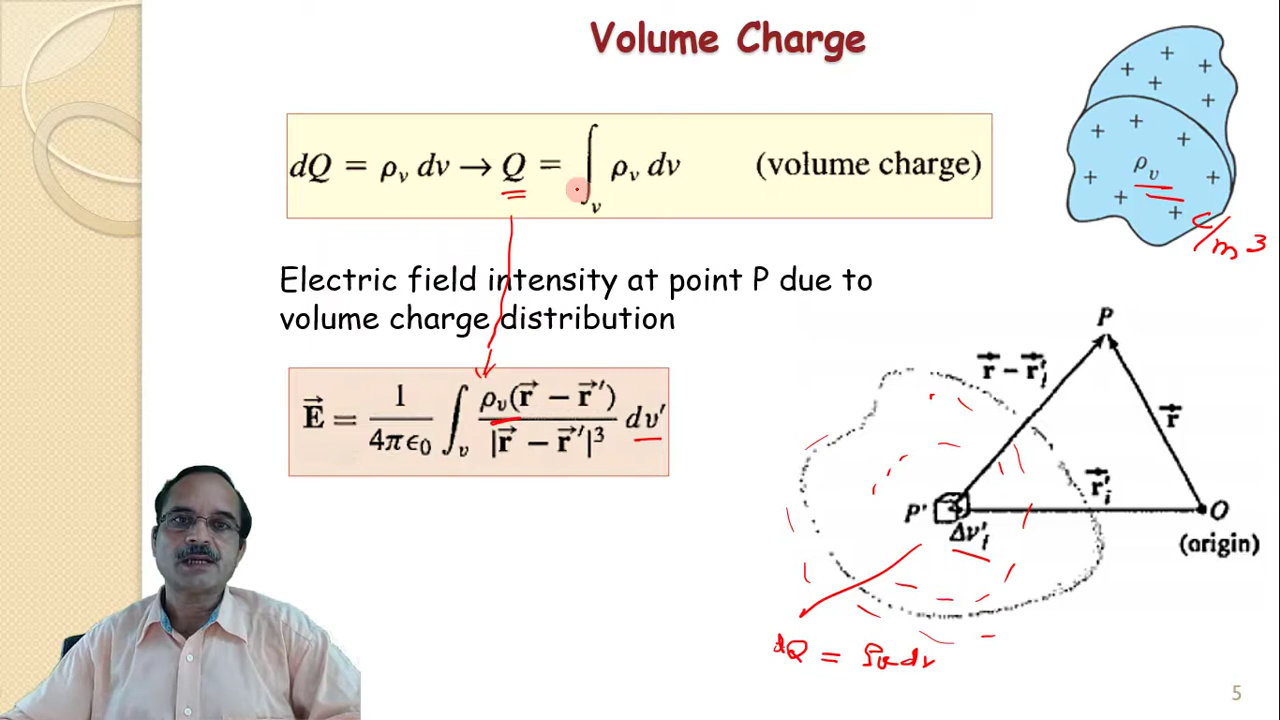 Volume Charge
dQ = ρᵥ dv → Q = ∫ᵥ ρᵥ dv (volume charge)
+ + + + + + + + + + + +
ρᵥ
C/m3
Electric field intensity at point P due to
volume charge distribution
E⃗ = 1/4πϵ₀ ∫ᵥ ρᵥ(r⃗ − r⃗′)/|r⃗ − r⃗′|³ dv′
P
r⃗ − r⃗′ᵢ
r⃗
r⃗′ᵢ
P′
Δv′ᵢ
O
(origin)
dQ = ρᵥ dv
5